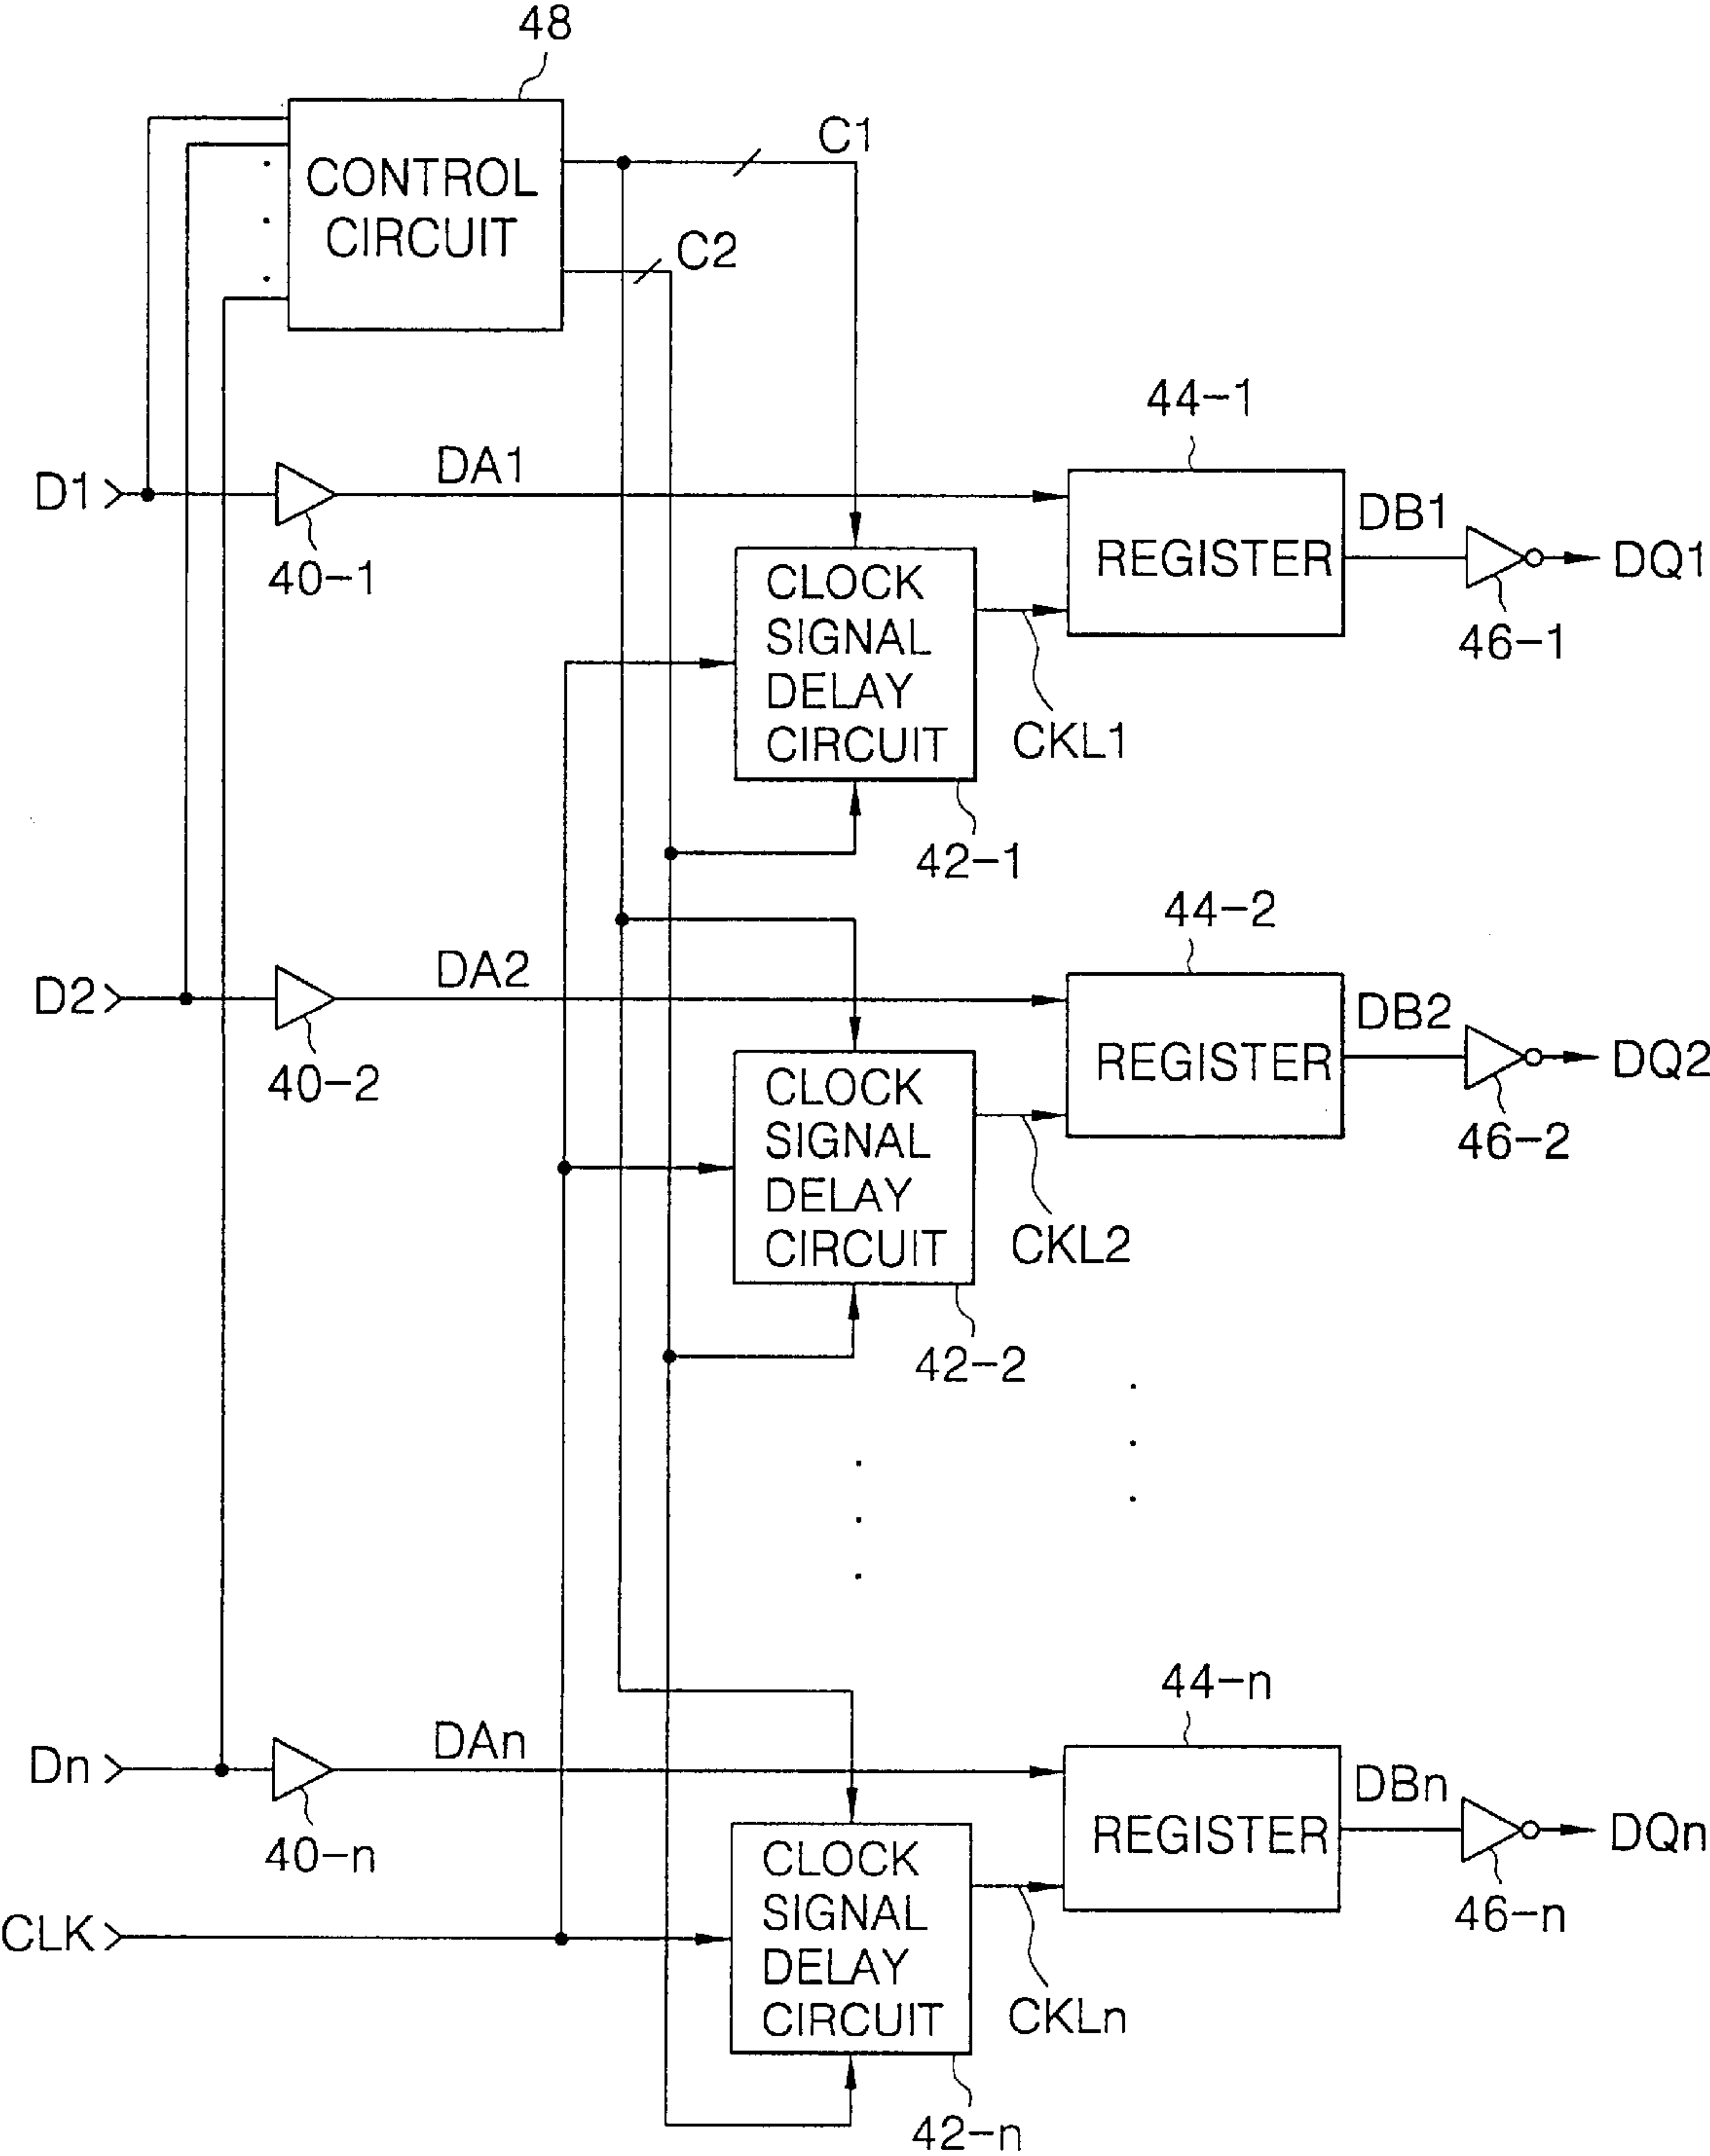 48
CONTROL
CIRCUIT
C1
C2
44-1
D1
DA1
40-1
REGISTER
DB1
DQ1
46-1
CLOCK
SIGNAL
DELAY
CIRCUIT
CKL1
42-1
44-2
D2
DA2
40-2
REGISTER
DB2
DQ2
46-2
CLOCK
SIGNAL
DELAY
CIRCUIT
CKL2
42-2
44-n
Dn
DAn
40-n
REGISTER
DBn
DQn
46-n
CLK
CLOCK
SIGNAL
DELAY
CIRCUIT
CKLn
42-n